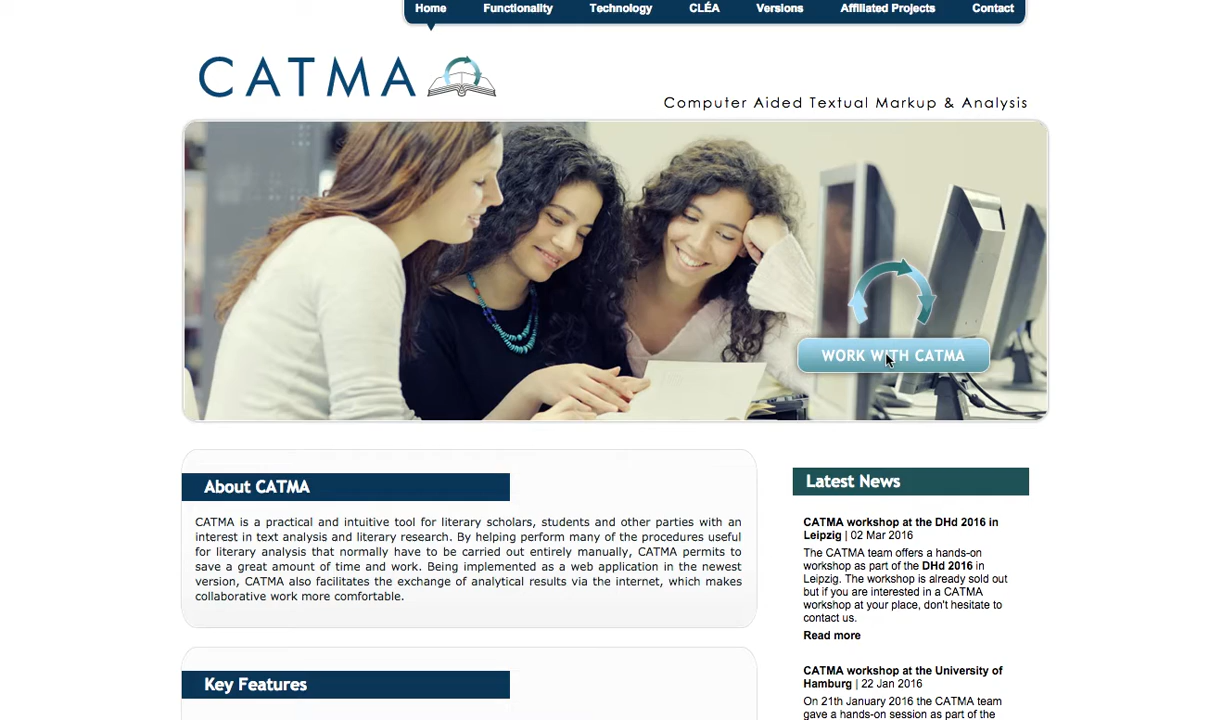 Home Functionality Technology CLÉA Versions Affiliated Projects Contact
CATMA
Computer Aided Textual Markup & Analysis
WORK WITH CATMA
About CATMA
CATMA is a practical and intuitive tool for literary scholars, students and other parties with an
interest in text analysis and literary research. By helping perform many of the procedures useful
for literary analysis that normally have to be carried out entirely manually, CATMA permits to
save a great amount of time and work. Being implemented as a web application in the newest
version, CATMA also facilitates the exchange of analytical results via the internet, which makes
collaborative work more comfortable.
Key Features
Latest News
CATMA workshop at the DHd 2016 in
Leipzig | 02 Mar 2016
The CATMA team offers a hands-on
workshop as part of the DHd 2016 in
Leipzig. The workshop is already sold out
but if you are interested in a CATMA
workshop at your place, don't hesitate to
contact us.
Read more
CATMA workshop at the University of
Hamburg | 22 Jan 2016
On 21th January 2016 the CATMA team
gave a hands-on session as part of the